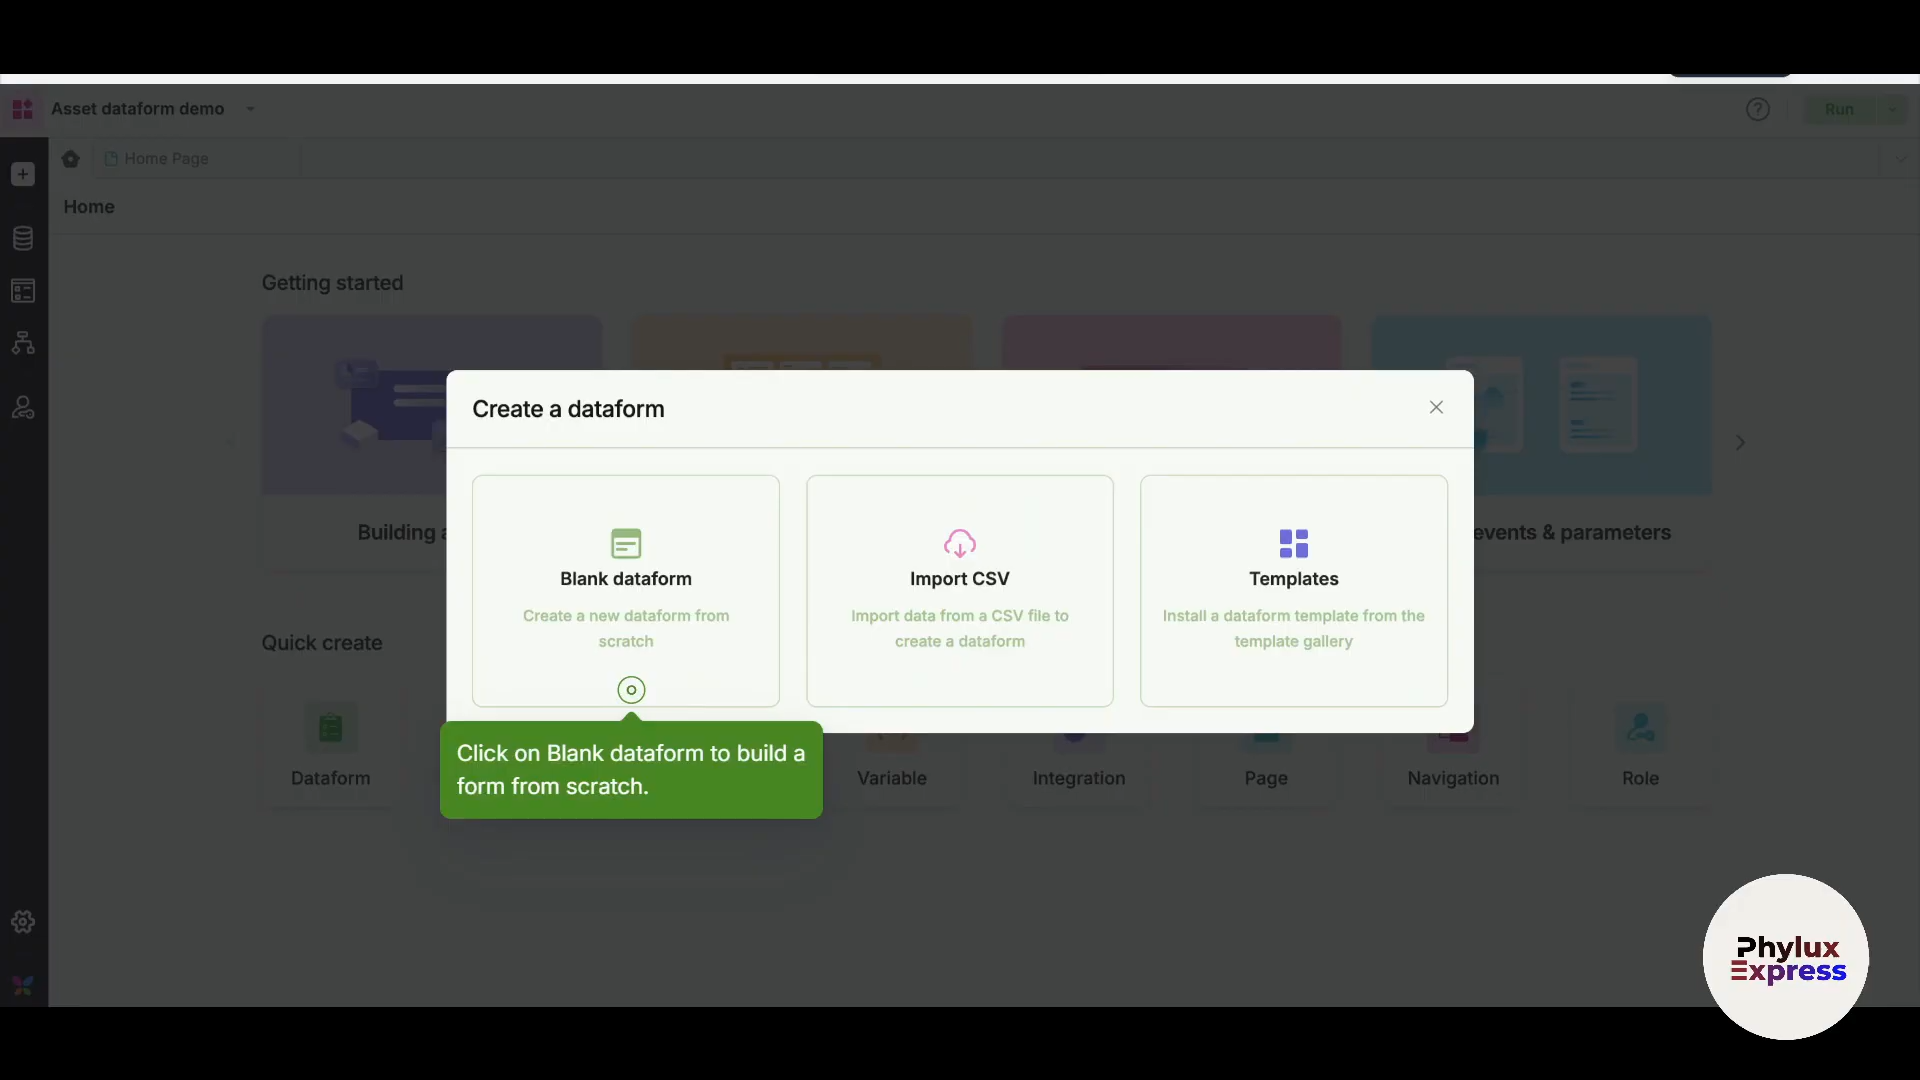 Asset dataform demo
Run
Home Page
Home
Getting started
Create a dataform
Building a
events & parameters
Blank dataform
Create a new dataform from
scratch
Import CSV
Import data from a CSV file to
create a dataform
Templates
Install a dataform template from the
template gallery
Quick create
Click on Blank dataform to build a
form from scratch.
Dataform
Variable
Integration
Page
Navigation
Role
Phylux
Express